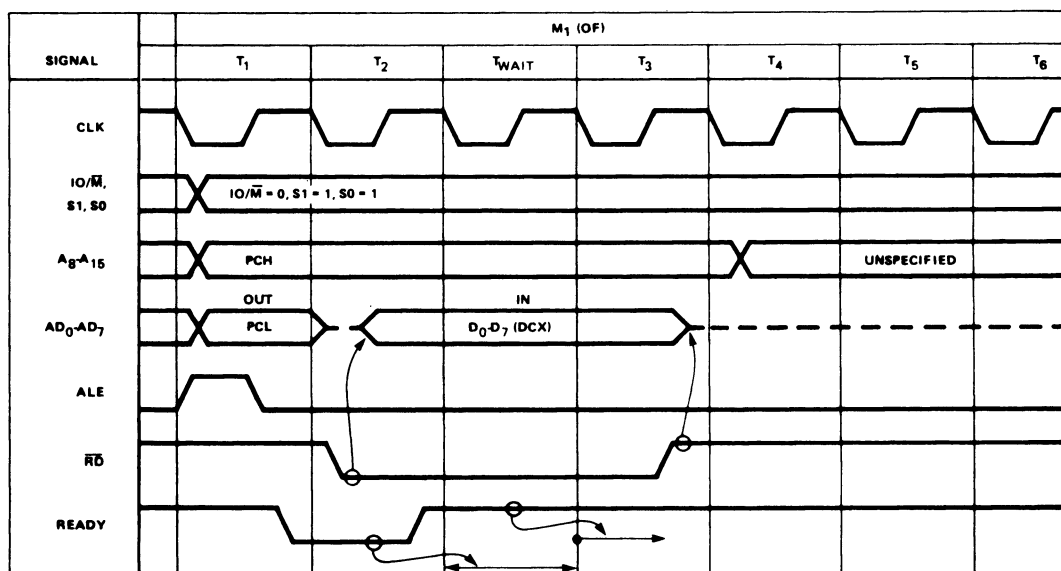 M1 (OF)
SIGNAL T1 T2 TWAIT T3 T4 T5 T6
CLK
IO/M̅,
S1, S0
IO/M̅ = 0, S1 = 1, S0 = 1
A8-A15 PCH UNSPECIFIED
OUT IN
AD0-AD7 PCL D0-D7 (DCX)
ALE
R̅D̅
READY